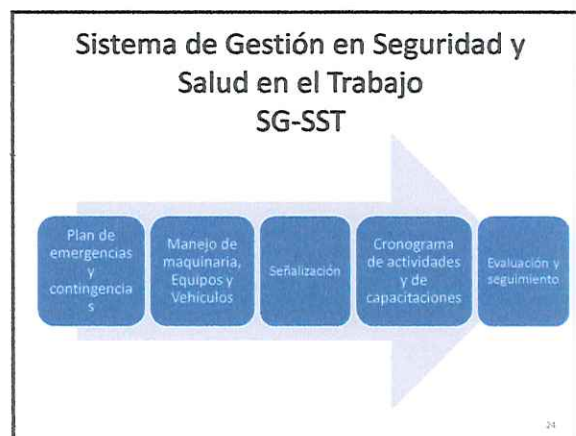 Sistema de Gestión en Seguridad y
Salud en el Trabajo
SG-SST
Plan de
emergencias
y
contingencia
s
Manejo de
maquinaria,
Equipos y
Vehículos
Señalización
Cronograma
de actividades
y de
capacitaciones
Evaluación y
seguimiento
24